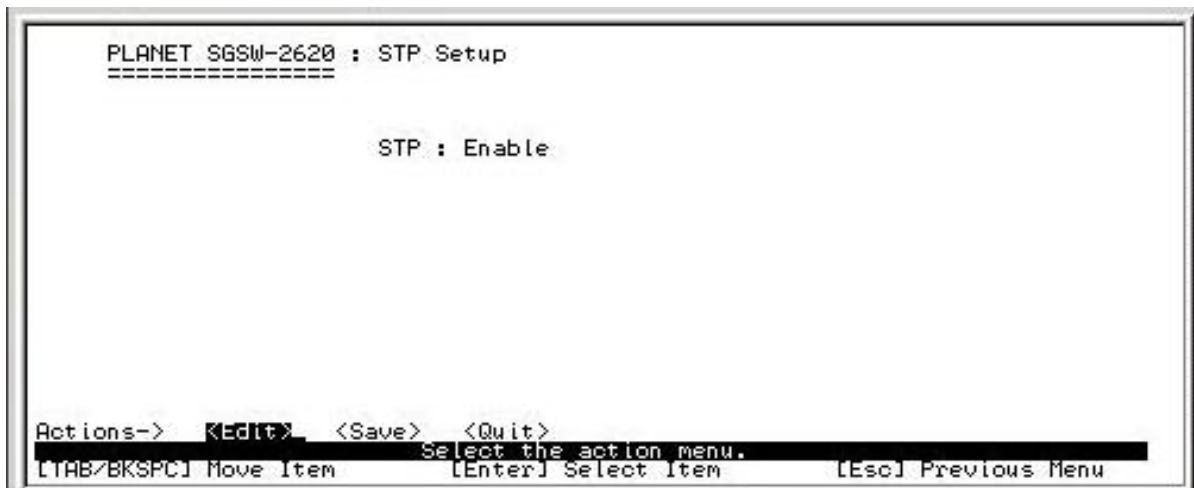 PLANET SGSW-2620 : STP Setup
================
STP : Enable
Actions-> <Edit> <Save> <Quit>
Select the action menu.
[TAB/BKSPC] Move Item [Enter] Select Item [Esc] Previous Menu